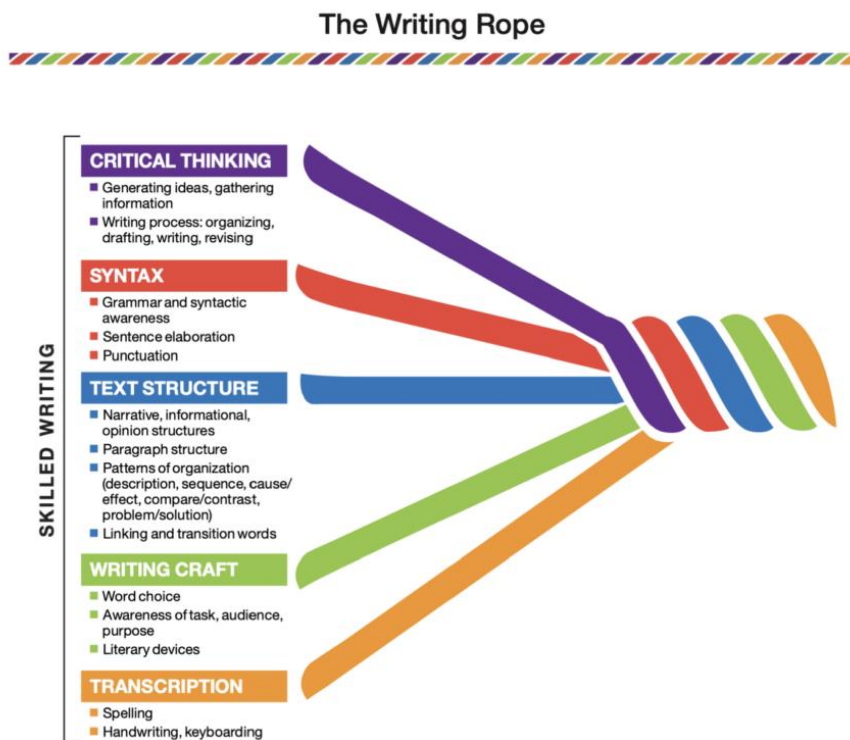 The Writing Rope
SKILLED WRITING
CRITICAL THINKING
■ Generating ideas, gathering
information
■ Writing process: organizing,
drafting, writing, revising
SYNTAX
■ Grammar and syntactic
awareness
■ Sentence elaboration
■ Punctuation
TEXT STRUCTURE
■ Narrative, informational,
opinion structures
■ Paragraph structure
■ Patterns of organization
(description, sequence, cause/
effect, compare/contrast,
problem/solution)
■ Linking and transition words
WRITING CRAFT
■ Word choice
■ Awareness of task, audience,
purpose
■ Literary devices
TRANSCRIPTION
■ Spelling
■ Handwriting, keyboarding